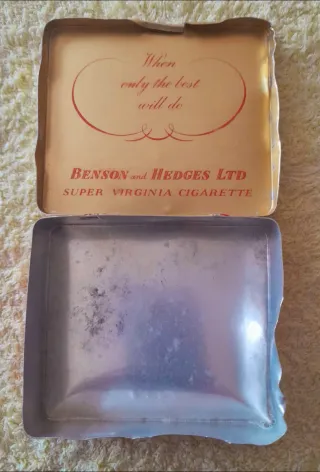 When
only the best
will do
BENSON and HEDGES LTD
SUPER VIRGINIA CIGARETTE